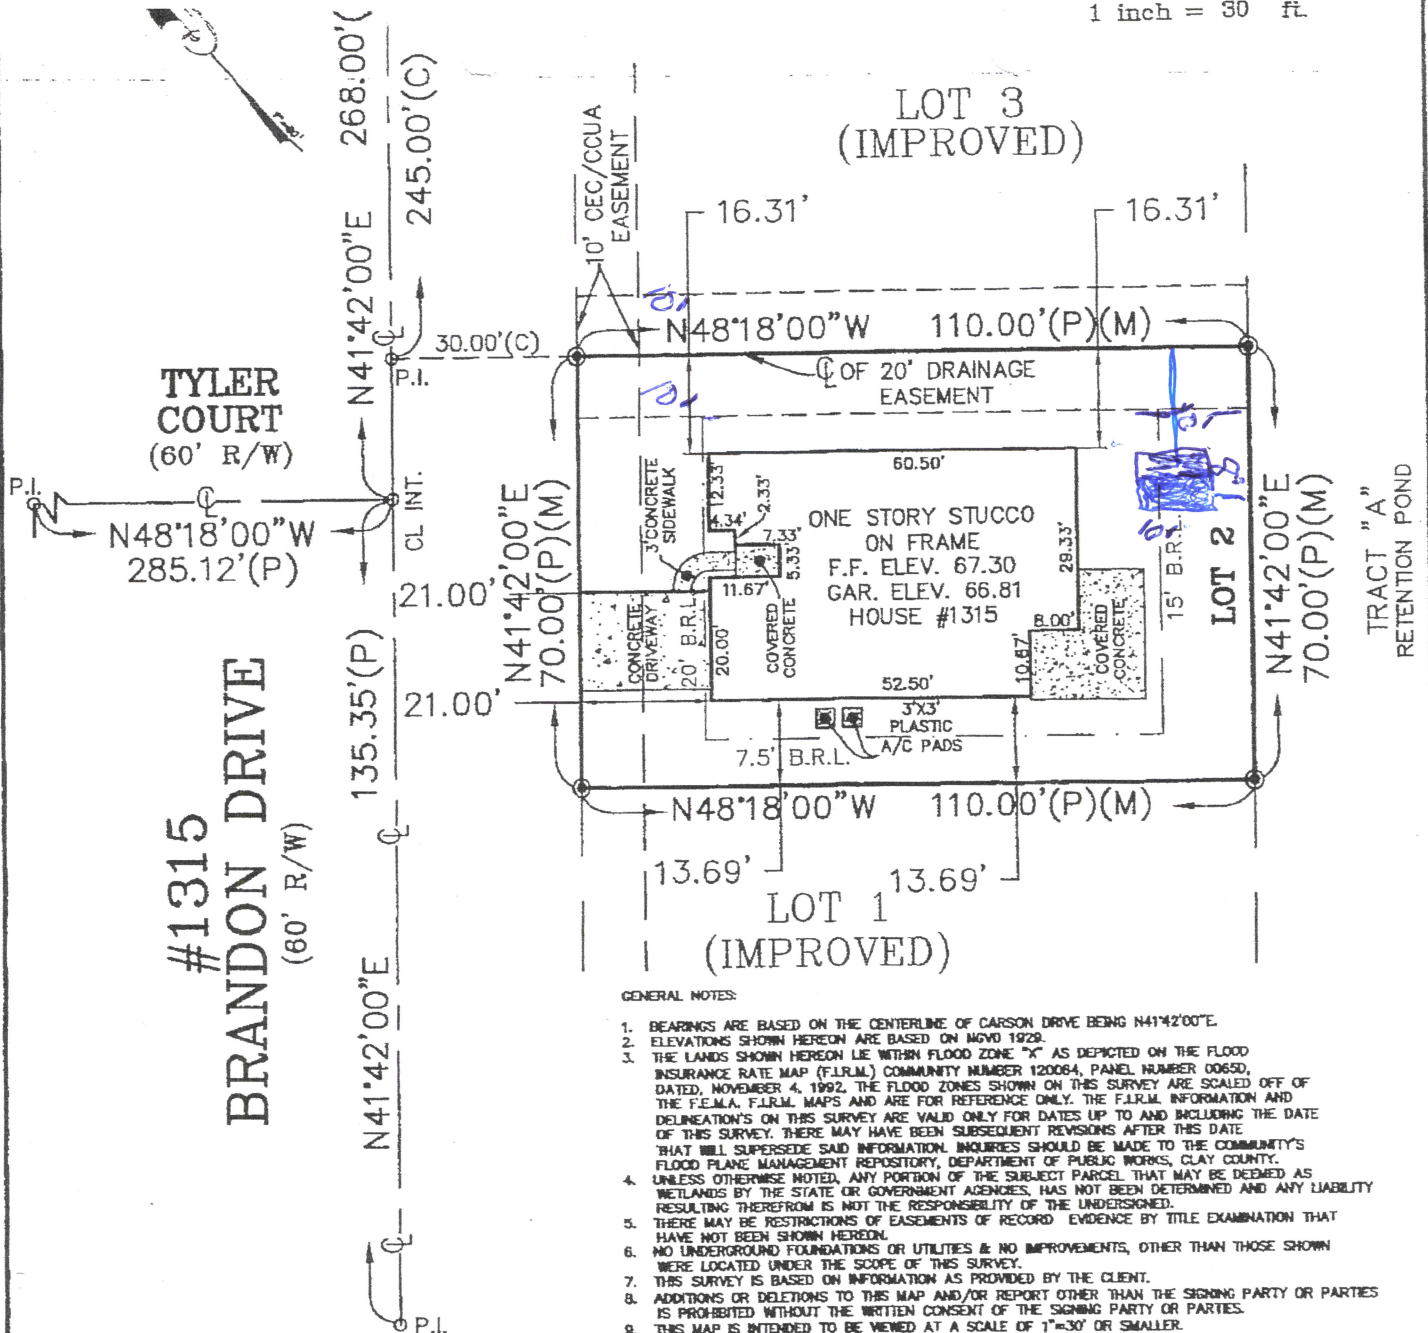 1 inch = 30 ft.
LOT 3
(IMPROVED)
268.00'(
245.00'(C)
N41°42'00"E
10' CEC/CCUA
EASEMENT
16.31'
16.31'
10'
N48°18'00"W 110.00'(P)(M)
30.00'(C)
P.I.
℄ OF 20' DRAINAGE
EASEMENT
TYLER
COURT
(60' R/W)
P.I.
N48°18'00"W
285.12'(P)
CL INT.
60.50'
12.33'
3'CONCRETE
SIDEWALK
4.34'
2.33'
7.33'
5.33'
11.67'
ONE STORY STUCCO
ON FRAME
F.F. ELEV. 67.30
GAR. ELEV. 66.81
HOUSE #1315
29.33'
8.00'
10.67'
COVERED
CONCRETE
COVERED
CONCRETE
CONCRETE
DRIVEWAY
20' B.R.L.
20.00'
15' B.R.L.
LOT 2
N41°42'00"E
70.00'(P)(M)
N41°42'00"E
70.00'(P)(M)
TRACT "A"
RETENTION POND
21.00'
21.00'
52.50'
3'X3'
PLASTIC
A/C PADS
7.5' B.R.L.
135.35'(P)
N48°18'00"W 110.00'(P)(M)
13.69'
13.69'
LOT 1
(IMPROVED)
#1315
BRANDON DRIVE
(60' R/W)
N41°42'00"E
P.I.
GENERAL NOTES:
1. BEARINGS ARE BASED ON THE CENTERLINE OF CARSON DRIVE BEING N41°42'00"E.
2. ELEVATIONS SHOWN HEREON ARE BASED ON NGVD 1929.
3. THE LANDS SHOWN HEREON LIE WITHIN FLOOD ZONE "X" AS DEPICTED ON THE FLOOD
INSURANCE RATE MAP (F.I.R.M.) COMMUNITY NUMBER 120064, PANEL NUMBER 0065D,
DATED, NOVEMBER 4, 1992. THE FLOOD ZONES SHOWN ON THIS SURVEY ARE SCALED OFF OF
THE F.E.M.A. F.I.R.M. MAPS AND ARE FOR REFERENCE ONLY. THE F.I.R.M. INFORMATION AND
DELINEATION'S ON THIS SURVEY ARE VALID ONLY FOR DATES UP TO AND INCLUDING THE DATE
OF THIS SURVEY. THERE MAY HAVE BEEN SUBSEQUENT REVISIONS AFTER THIS DATE
THAT WILL SUPERSEDE SAID INFORMATION. INQUIRIES SHOULD BE MADE TO THE COMMUNITY'S
FLOOD PLANE MANAGEMENT REPOSITORY, DEPARTMENT OF PUBLIC WORKS, CLAY COUNTY.
4. UNLESS OTHERWISE NOTED, ANY PORTION OF THE SUBJECT PARCEL THAT MAY BE DEEMED AS
WETLANDS BY THE STATE OR GOVERNMENT AGENCIES, HAS NOT BEEN DETERMINED AND ANY LIABILITY
RESULTING THEREFROM IS NOT THE RESPONSIBILITY OF THE UNDERSIGNED.
5. THERE MAY BE RESTRICTIONS OF EASEMENTS OF RECORD EVIDENCE BY TITLE EXAMINATION THAT
HAVE NOT BEEN SHOWN HEREON.
6. NO UNDERGROUND FOUNDATIONS OR UTILITIES & NO IMPROVEMENTS, OTHER THAN THOSE SHOWN
WERE LOCATED UNDER THE SCOPE OF THIS SURVEY.
7. THIS SURVEY IS BASED ON INFORMATION AS PROVIDED BY THE CLIENT.
8. ADDITIONS OR DELETIONS TO THIS MAP AND/OR REPORT OTHER THAN THE SIGNING PARTY OR PARTIES
IS PROHIBITED WITHOUT THE WRITTEN CONSENT OF THE SIGNING PARTY OR PARTIES.
9. THIS MAP IS INTENDED TO BE VIEWED AT A SCALE OF 1"=30' OR SMALLER.